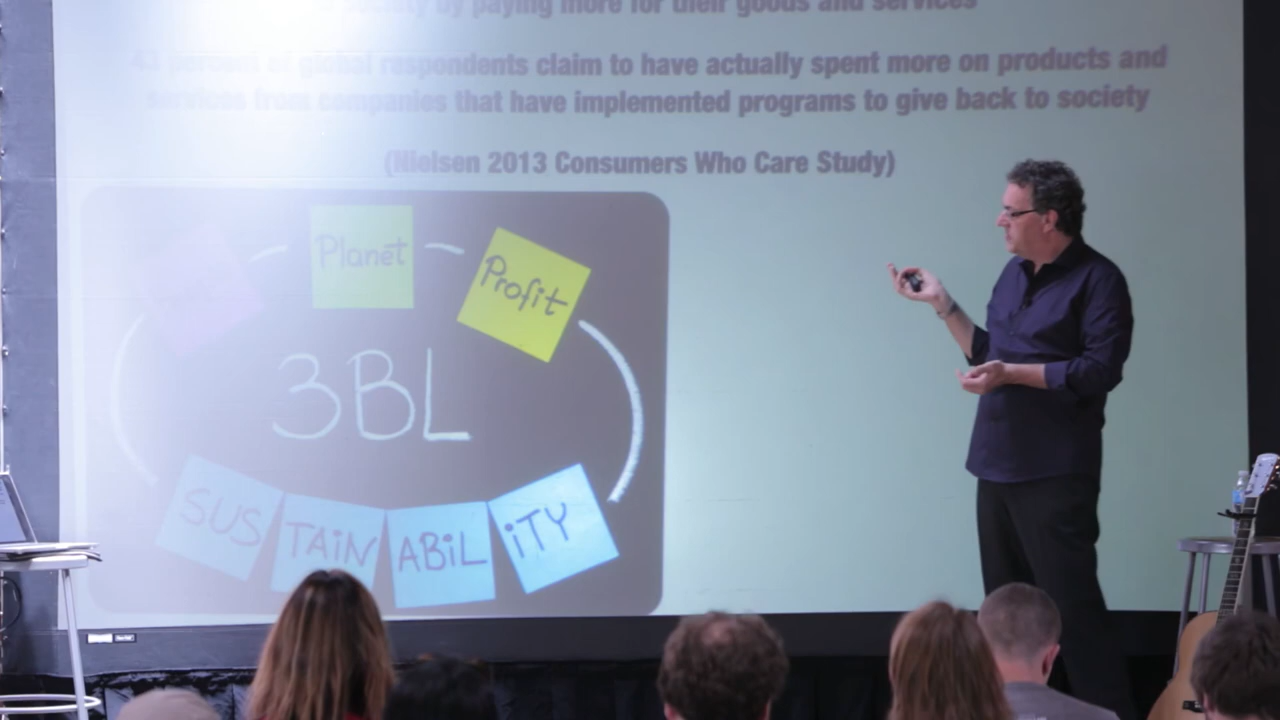 society by paying more for their goods and services
43 percent of global respondents claim to have actually spent more on products and
services from companies that have implemented programs to give back to society
(Nielsen 2013 Consumers Who Care Study)
Planet
Profit
3BL
SUS TAiN ABiL iTY